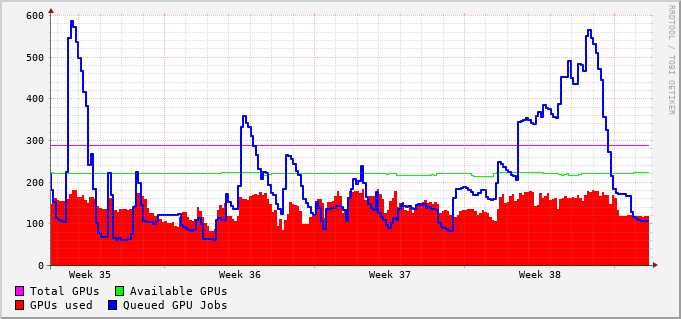 600
500
400
300
200
100
0
Week 35 Week 36 Week 37 Week 38
Total GPUs Available GPUs
GPUs used Queued GPU Jobs
RRDTOOL / TOBI OETIKER